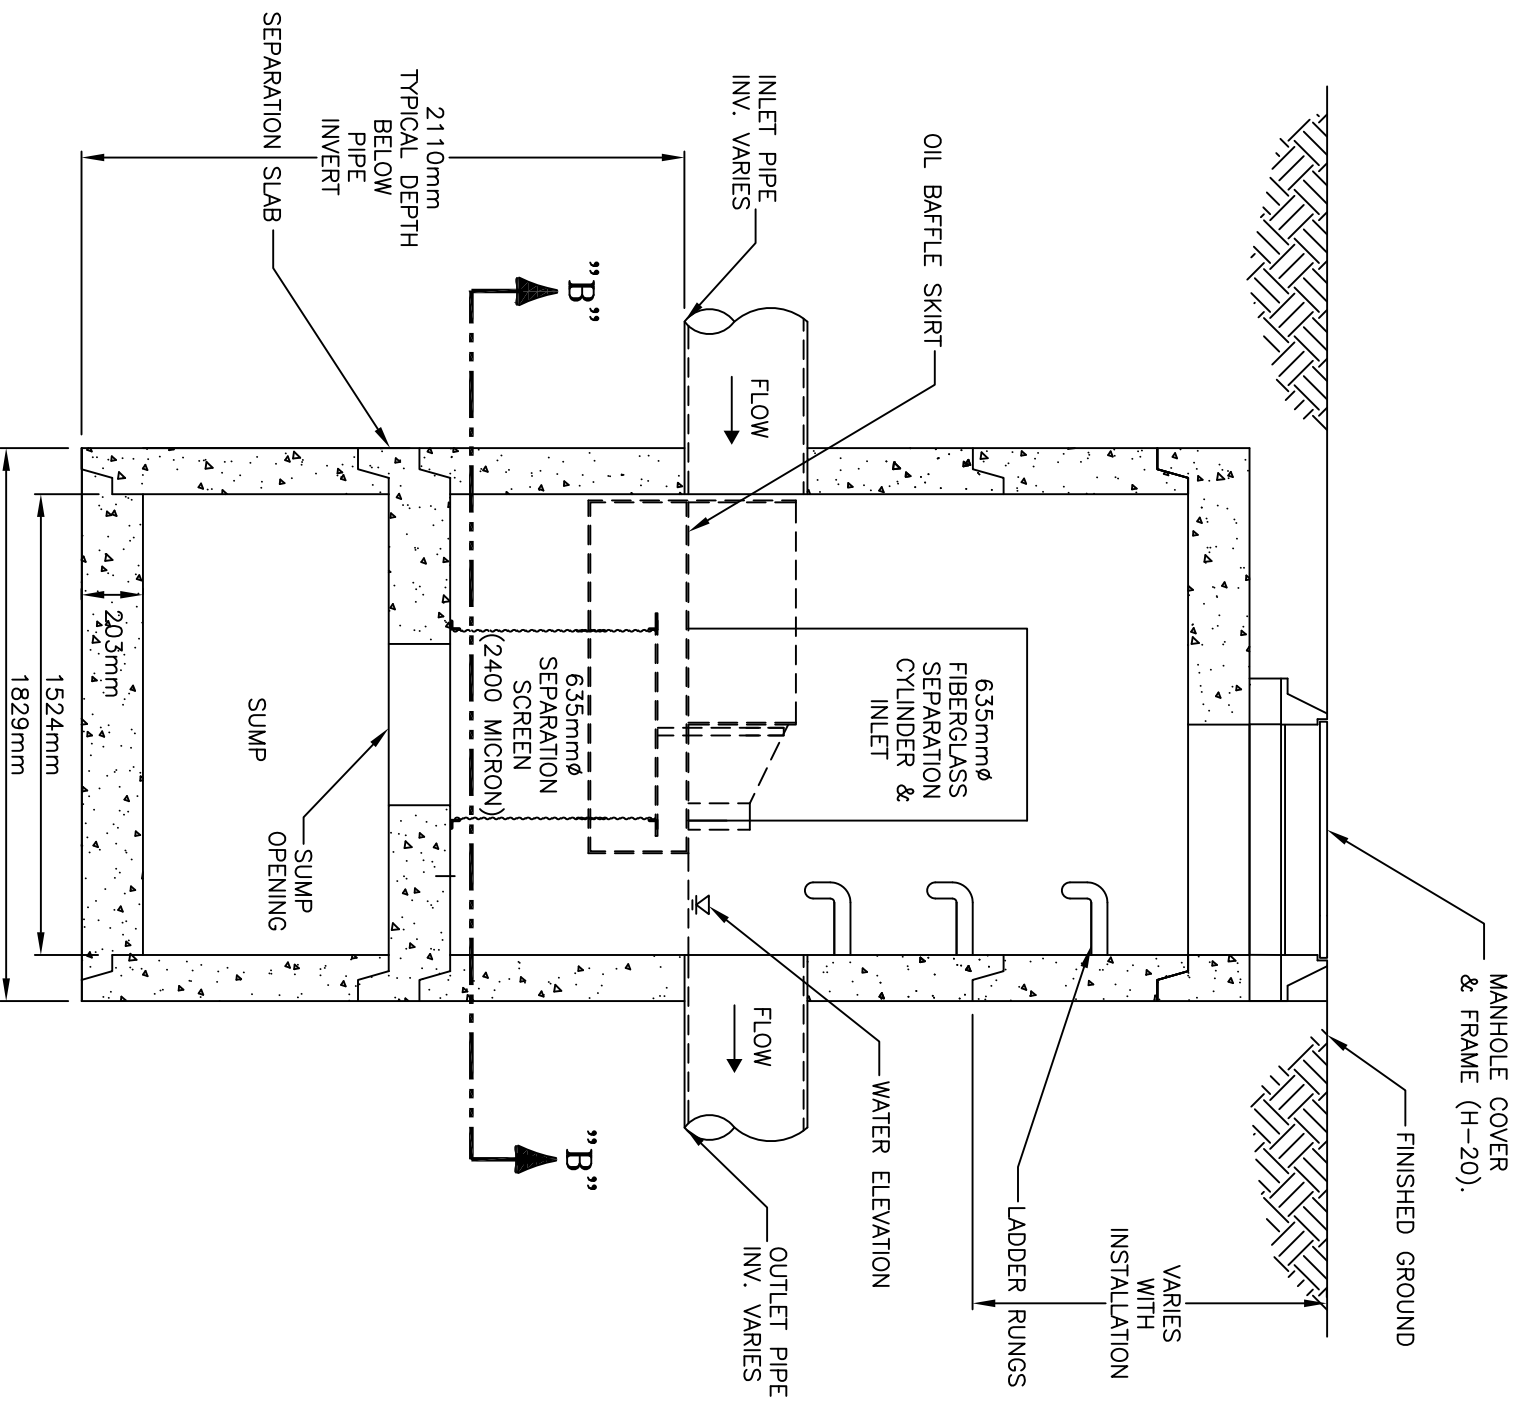 MANHOLE COVER
& FRAME (H-20).
FINISHED GROUND
VARIES
WITH
INSTALLATION
LADDER RUNGS
WATER ELEVATION
OUTLET PIPE
INV. VARIES
OIL BAFFLE SKIRT
INLET PIPE
INV. VARIES
FLOW
FLOW
635mmø
FIBERGLASS
SEPARATION
CYLINDER &
INLET
"B"
"B"
635mmø
SEPARATION
SCREEN
(2400 MICRON)
2110mm
TYPICAL DEPTH
BELOW
PIPE
INVERT
SEPARATION SLAB
SUMP
OPENING
SUMP
203mm
1524mm
1829mm